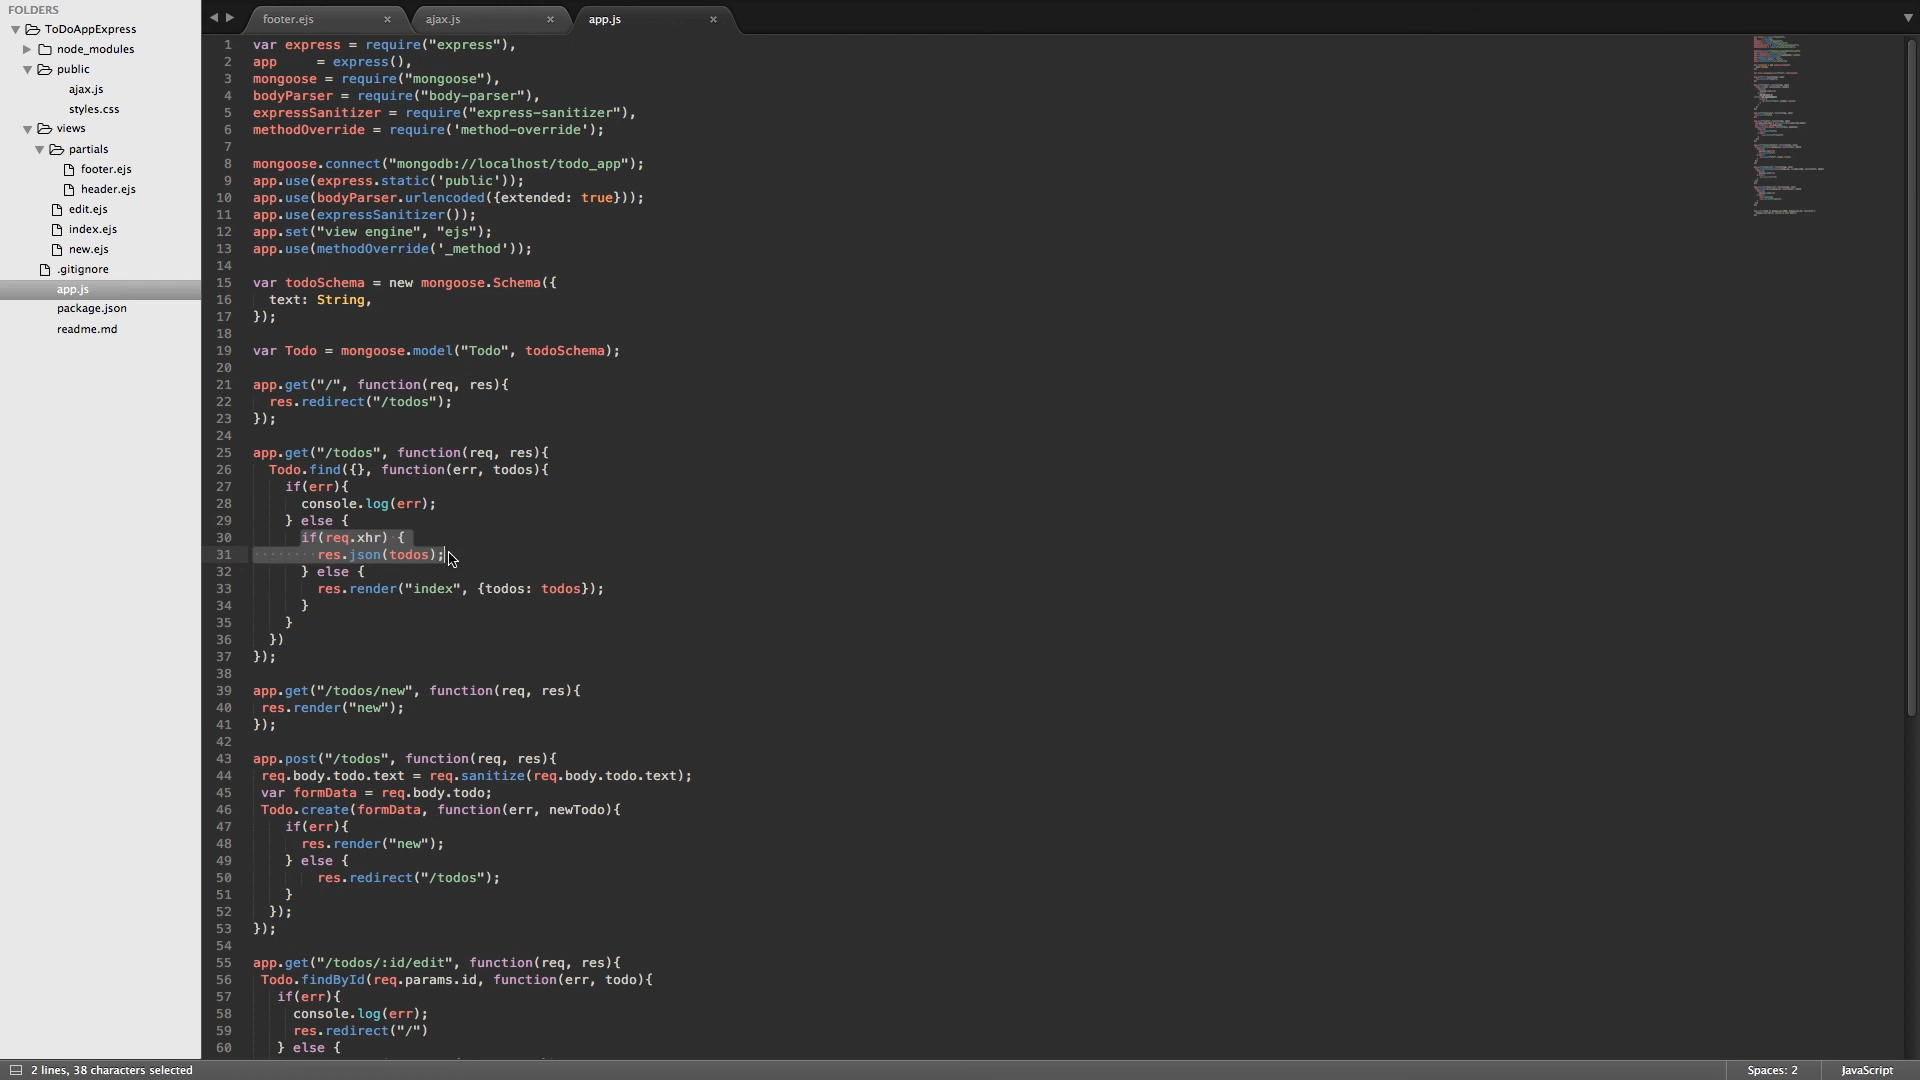 FOLDERS
ToDoAppExpress
node_modules
public
ajax.js
styles.css
views
partials
footer.ejs
header.ejs
edit.ejs
index.ejs
new.ejs
.gitignore
app.js
package.json
readme.md
footer.ejs × ajax.js × app.js ×
1 var express = require("express"),
2 app     = express(),
3 mongoose = require("mongoose"),
4 bodyParser = require("body-parser"),
5 expressSanitizer = require("express-sanitizer"),
6 methodOverride = require('method-override');
7
8 mongoose.connect("mongodb://localhost/todo_app");
9 app.use(express.static('public'));
10 app.use(bodyParser.urlencoded({extended: true}));
11 app.use(expressSanitizer());
12 app.set("view engine", "ejs");
13 app.use(methodOverride('_method'));
14
15 var todoSchema = new mongoose.Schema({
16   text: String,
17 });
18
19 var Todo = mongoose.model("Todo", todoSchema);
20
21 app.get("/", function(req, res){
22   res.redirect("/todos");
23 });
24
25 app.get("/todos", function(req, res){
26   Todo.find({}, function(err, todos){
27     if(err){
28       console.log(err);
29     } else {
30       if(req.xhr) {
31         res.json(todos);
32       } else {
33         res.render("index", {todos: todos});
34       }
35     }
36   })
37 });
38
39 app.get("/todos/new", function(req, res){
40  res.render("new");
41 });
42
43 app.post("/todos", function(req, res){
44  req.body.todo.text = req.sanitize(req.body.todo.text);
45  var formData = req.body.todo;
46  Todo.create(formData, function(err, newTodo){
47     if(err){
48       res.render("new");
49     } else {
50         res.redirect("/todos");
51     }
52   });
53 });
54
55 app.get("/todos/:id/edit", function(req, res){
56  Todo.findById(req.params.id, function(err, todo){
57    if(err){
58      console.log(err);
59      res.redirect("/")
60    } else {
2 lines, 38 characters selected
Spaces: 2
JavaScript